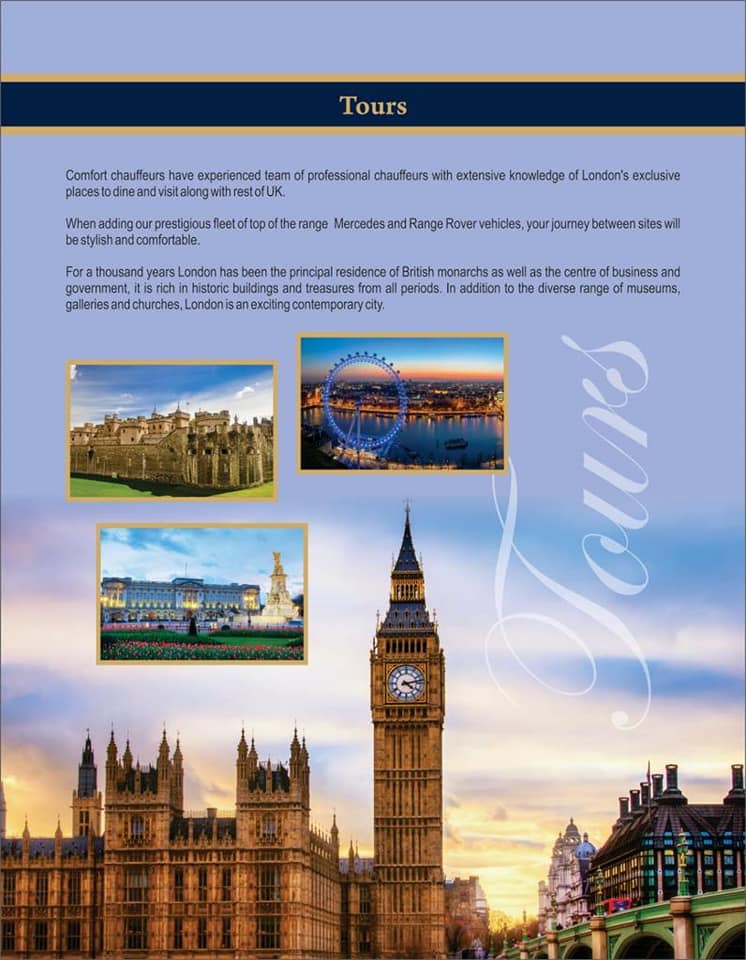 Tours
Comfort chauffeurs have experienced team of professional chauffeurs with extensive knowledge of London's exclusive
places to dine and visit along with rest of UK.
When adding our prestigious fleet of top of the range  Mercedes and Range Rover vehicles, your journey between sites will
be stylish and comfortable.
For a thousand years London has been the principal residence of British monarchs as well as the centre of business and
government, it is rich in historic buildings and treasures from all periods. In addition to the diverse range of museums,
galleries and churches, London is an exciting contemporary city.
Tours